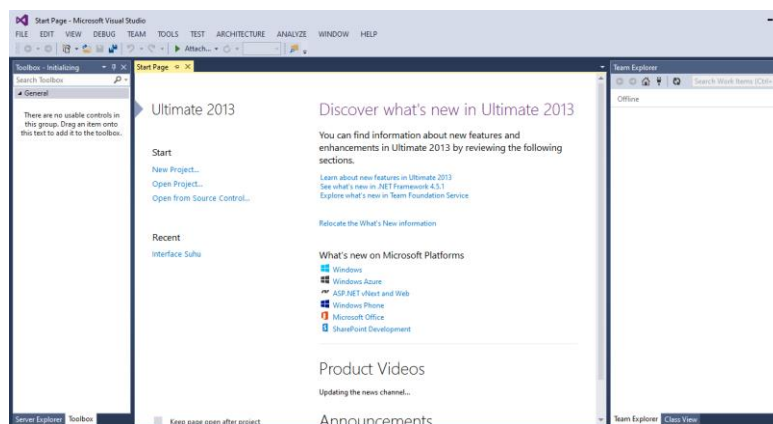 Start Page - Microsoft Visual Studio
FILE EDIT VIEW DEBUG TEAM TOOLS TEST ARCHITECTURE ANALYZE WINDOW HELP
Attach...
Toolbox - Initializing
Search Toolbox
General
There are no usable controls in
this group. Drag an item onto
this text to add it to the toolbox.
Server Explorer Toolbox
Start Page
Ultimate 2013
Start
New Project...
Open Project...
Open from Source Control...
Recent
Interface Suhu
Keep page open after project
Discover what's new in Ultimate 2013
You can find information about new features and
enhancements in Ultimate 2013 by reviewing the following
sections.
Learn about new features in Ultimate 2013
See what's new in .NET Framework 4.5.1
Explore what's new in Team Foundation Service
Relocate the What's New information
What's new on Microsoft Platforms
Windows
Windows Azure
ASP.NET vNext and Web
Windows Phone
Microsoft Office
SharePoint Development
Product Videos
Updating the news channel...
Announcements
Team Explorer
Search Work Items (Ctrl+
Offline
Team Explorer Class View